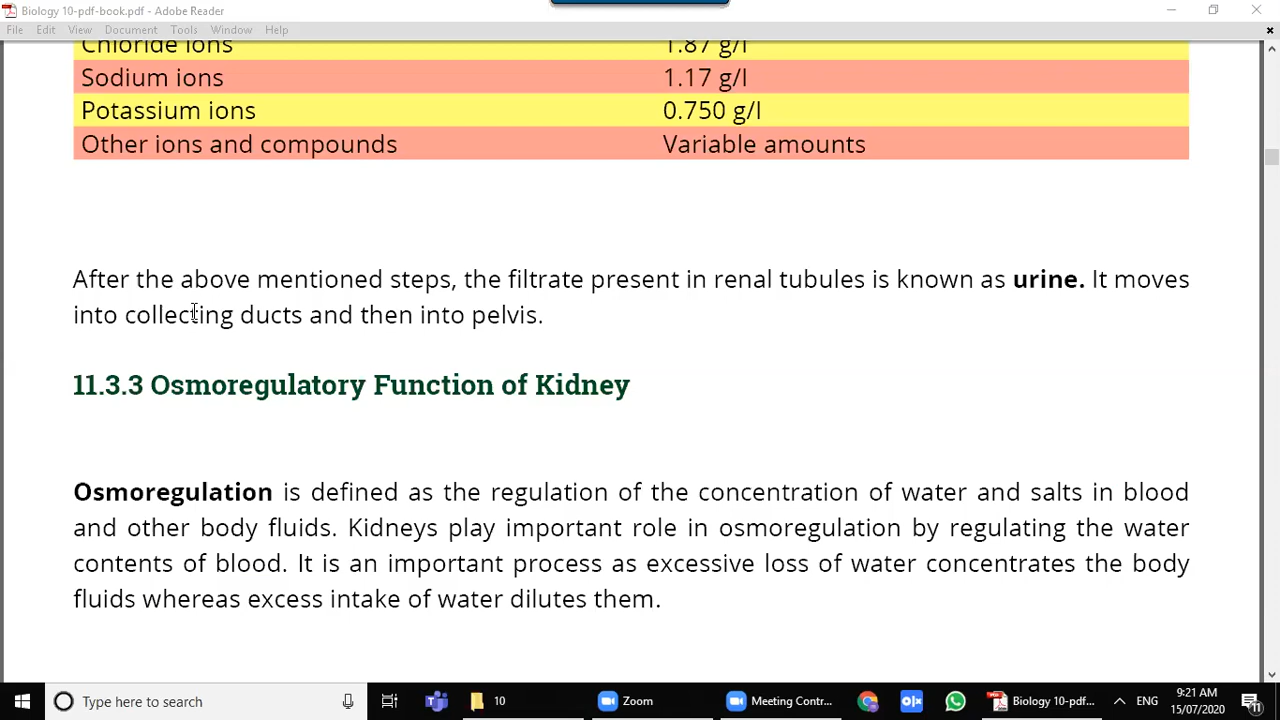 Biology 10-pdf-book.pdf - Adobe Reader
File Edit View Document Tools Window Help
Chloride ions 1.87 g/l
Sodium ions 1.17 g/l
Potassium ions 0.750 g/l
Other ions and compounds Variable amounts
After the above mentioned steps, the filtrate present in renal tubules is known as urine. It moves
into collecting ducts and then into pelvis.
11.3.3 Osmoregulatory Function of Kidney
Osmoregulation is defined as the regulation of the concentration of water and salts in blood
and other body fluids. Kidneys play important role in osmoregulation by regulating the water
contents of blood. It is an important process as excessive loss of water concentrates the body
fluids whereas excess intake of water dilutes them.
Type here to search 10 Zoom Meeting Contr... Biology 10-pdf-... ENG 9:21 AM
15/07/2020 11